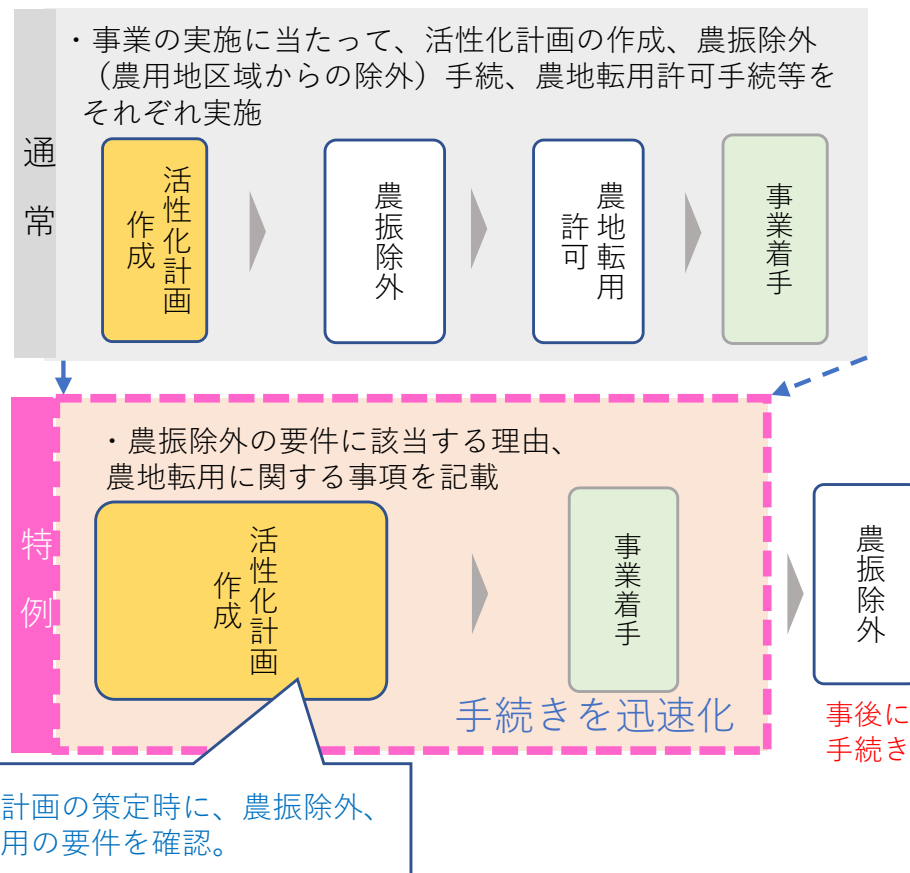 通常
・事業の実施に当たって、活性化計画の作成、農振除外
（農用地区域からの除外）手続、農地転用許可手続等を
それぞれ実施
活性化計画
作成
農振除外
農地転用
許可
事業着手
特例
・農振除外の要件に該当する理由、
農地転用に関する事項を記載
活性化計画
作成
事業着手
農振除外
手続きを迅速化
事後に
手続き
計画の策定時に、農振除外、
用の要件を確認。